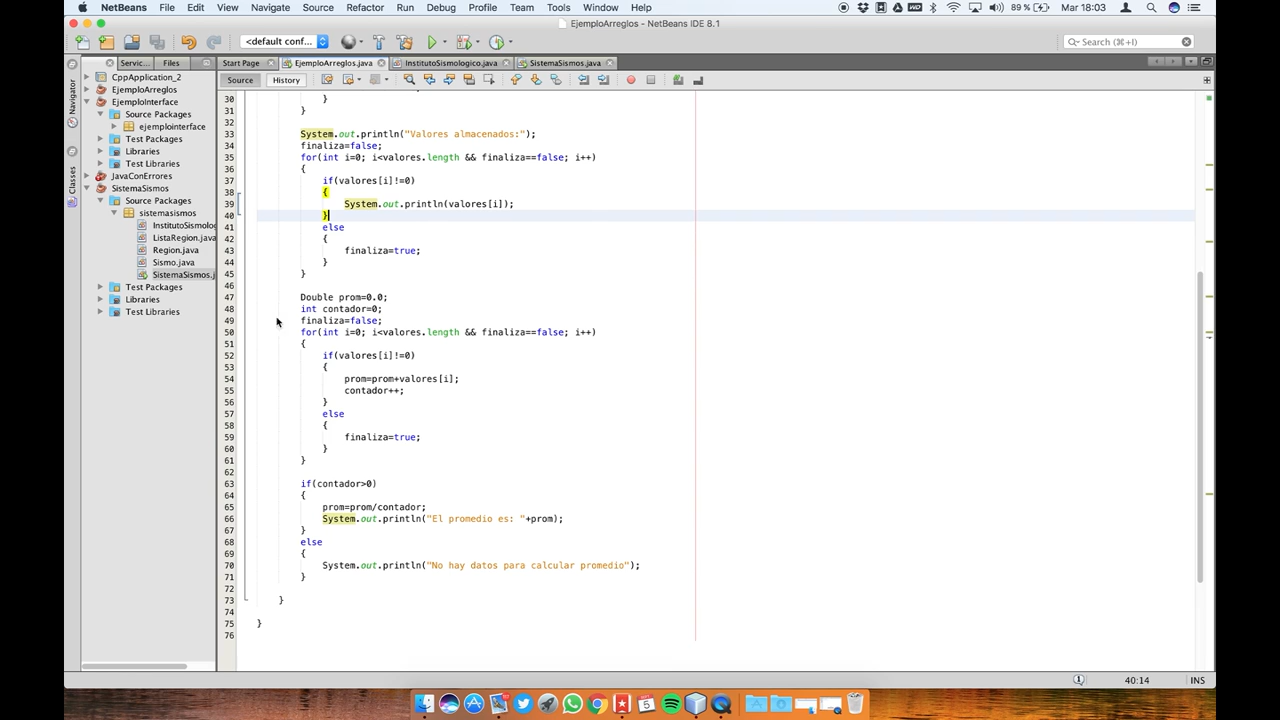 NetBeans File Edit View Navigate Source Refactor Run Debug Profile Team Tools Window Help 89 % Mar 18:03
EjemploArreglos - NetBeans IDE 8.1
<default conf... Search (⌘+I)
Servic... Files Start Page EjemploArreglos.java InstitutoSismologico.java SistemaSismos.java
Source History
Navigator
Classes
CppApplication_2
EjemploArreglos
EjemploInterface
Source Packages
ejemplointerface
Test Packages
Libraries
Test Libraries
JavaConErrores
SistemaSismos
Source Packages
sistemasismos
InstitutoSismolog
ListaRegion.java
Region.java
Sismo.java
SistemaSismos.j
Test Packages
Libraries
Test Libraries
30 }
31 }
32
33 System.out.println("Valores almacenados:");
34 finaliza=false;
35 for(int i=0; i<valores.length && finaliza==false; i++)
36 {
37 if(valores[i]!=0)
38 {
39 System.out.println(valores[i]);
40 }
41 else
42 {
43 finaliza=true;
44 }
45 }
46
47 Double prom=0.0;
48 int contador=0;
49 finaliza=false;
50 for(int i=0; i<valores.length && finaliza==false; i++)
51 {
52 if(valores[i]!=0)
53 {
54 prom=prom+valores[i];
55 contador++;
56 }
57 else
58 {
59 finaliza=true;
60 }
61 }
62
63 if(contador>0)
64 {
65 prom=prom/contador;
66 System.out.println("El promedio es: "+prom);
67 }
68 else
69 {
70 System.out.println("No hay datos para calcular promedio");
71 }
72
73 }
74
75 }
76
40:14 INS